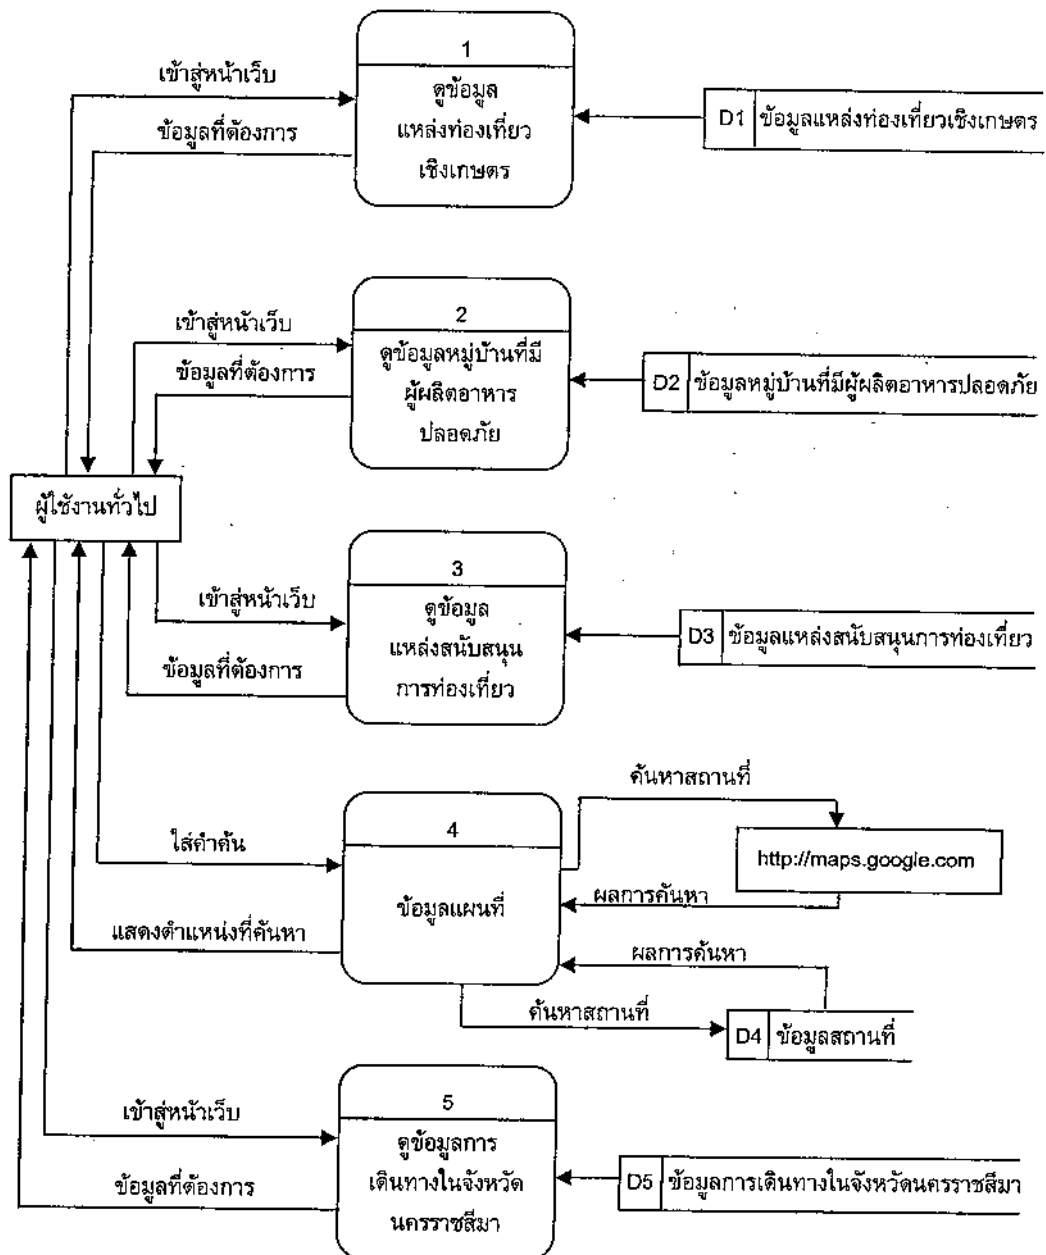 1
เข้าสู่หน้าเว็บ
ดูข้อมูล
แหล่งท่องเที่ยว
เชิงเกษตร
ข้อมูลที่ต้องการ
D1 ข้อมูลแหล่งท่องเที่ยวเชิงเกษตร
2
เข้าสู่หน้าเว็บ
ดูข้อมูลหมู่บ้านที่มี
ผู้ผลิตอาหาร
ปลอดภัย
ข้อมูลที่ต้องการ
D2 ข้อมูลหมู่บ้านที่มีผู้ผลิตอาหารปลอดภัย
ผู้ใช้งานทั่วไป
3
เข้าสู่หน้าเว็บ
ดูข้อมูล
แหล่งสนับสนุน
การท่องเที่ยว
ข้อมูลที่ต้องการ
D3 ข้อมูลแหล่งสนับสนุนการท่องเที่ยว
ค้นหาสถานที่
4
ใส่คำค้น
http://maps.google.com
ข้อมูลแผนที่
ผลการค้นหา
แสดงตำแหน่งที่ค้นหา
ผลการค้นหา
ค้นหาสถานที่
D4 ข้อมูลสถานที่
5
เข้าสู่หน้าเว็บ
ดูข้อมูลการ
เดินทางในจังหวัด
นครราชสีมา
ข้อมูลที่ต้องการ
D5 ข้อมูลการเดินทางในจังหวัดนครราชสีมา